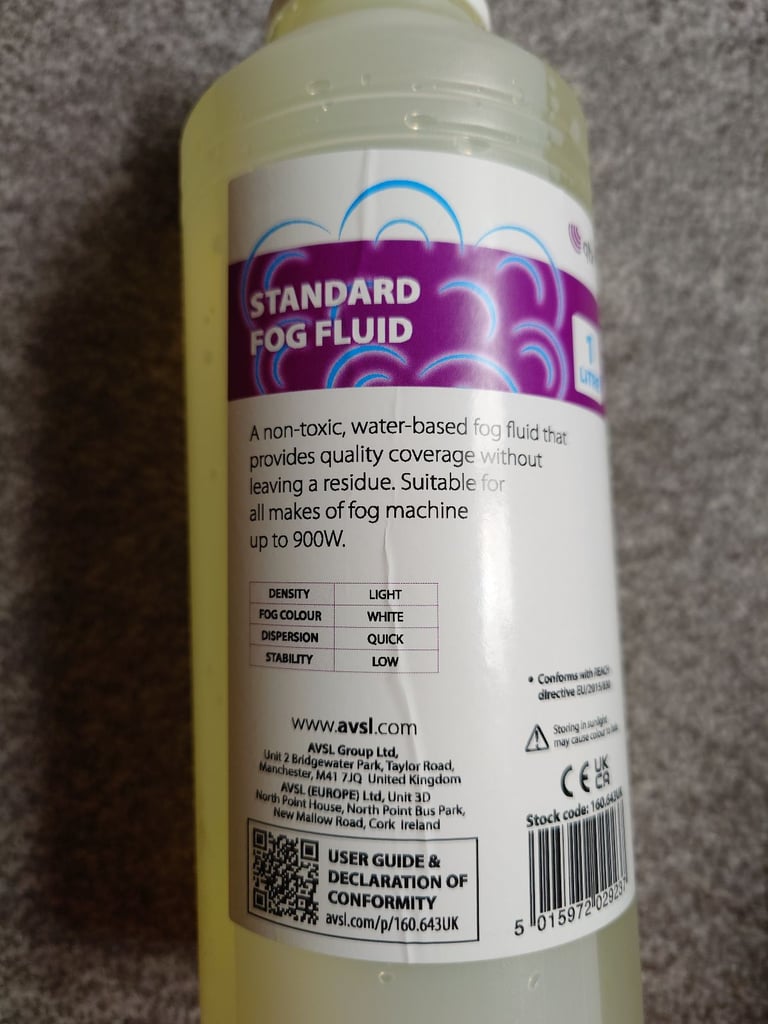 STANDARD
FOG FLUID
1
LITRE
A non-toxic, water-based fog fluid that
provides quality coverage without
leaving a residue. Suitable for
all makes of fog machine
up to 900W.
DENSITY LIGHT
FOG COLOUR WHITE
DISPERSION QUICK
STABILITY LOW
• Conforms with REACH
directive EU/2015/830
Storing in sunlight
may cause colour to fade.
CE UK CA
www.avsl.com
AVSL Group Ltd,
Unit 2 Bridgewater Park, Taylor Road,
Manchester, M41 7JQ United Kingdom
AVSL (EUROPE) Ltd, Unit 3D
North Point House, North Point Bus Park,
New Mallow Road, Cork Ireland
USER GUIDE &
DECLARATION OF
CONFORMITY
avsl.com/p/160.643UK
Stock code: 160.643UK
5 015972 029297